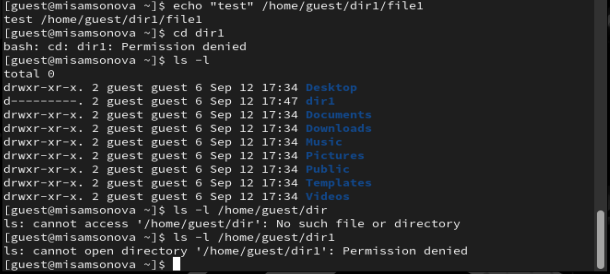 [guest@misamsonova ~]$ echo "test" /home/guest/dir1/file1
test /home/guest/dir1/file1
[guest@misamsonova ~]$ cd dir1
bash: cd: dir1: Permission denied
[guest@misamsonova ~]$ ls -l
total 0
drwxr-xr-x. 2 guest guest 6 Sep 12 17:34 Desktop
d---------. 2 guest guest 6 Sep 12 17:47 dir1
drwxr-xr-x. 2 guest guest 6 Sep 12 17:34 Documents
drwxr-xr-x. 2 guest guest 6 Sep 12 17:34 Downloads
drwxr-xr-x. 2 guest guest 6 Sep 12 17:34 Music
drwxr-xr-x. 2 guest guest 6 Sep 12 17:34 Pictures
drwxr-xr-x. 2 guest guest 6 Sep 12 17:34 Public
drwxr-xr-x. 2 guest guest 6 Sep 12 17:34 Templates
drwxr-xr-x. 2 guest guest 6 Sep 12 17:34 Videos
[guest@misamsonova ~]$ ls -l /home/guest/dir
ls: cannot access '/home/guest/dir': No such file or directory
[guest@misamsonova ~]$ ls -l /home/guest/dir1
ls: cannot open directory '/home/guest/dir1': Permission denied
[guest@misamsonova ~]$